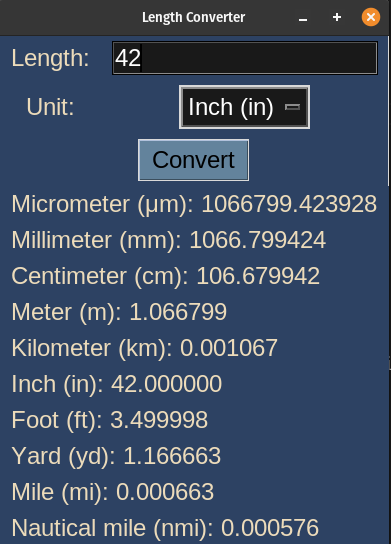 Length Converter
Length: 42
Unit: Inch (in)
Convert
Micrometer (μm): 1066799.423928
Millimeter (mm): 1066.799424
Centimeter (cm): 106.679942
Meter (m): 1.066799
Kilometer (km): 0.001067
Inch (in): 42.000000
Foot (ft): 3.499998
Yard (yd): 1.166663
Mile (mi): 0.000663
Nautical mile (nmi): 0.000576